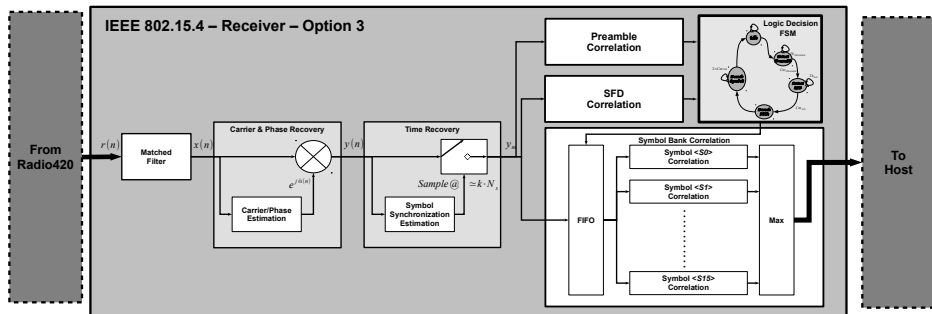 IEEE 802.15.4 – Receiver – Option 3
From
Radio420
r(n)
Matched
Filter
x(n)
Carrier & Phase Recovery
Carrier/Phase
Estimation
y(n)
Time Recovery
Sample@ ≃k·N
Symbol
Synchronization
Estimation
Preamble
Correlation
SFD
Correlation
Logic Decision
FSM
Symbol Bank Correlation
FIFO
Symbol <S0>
Correlation
Symbol <S1>
Correlation
Symbol <S15>
Correlation
Max
To
Host